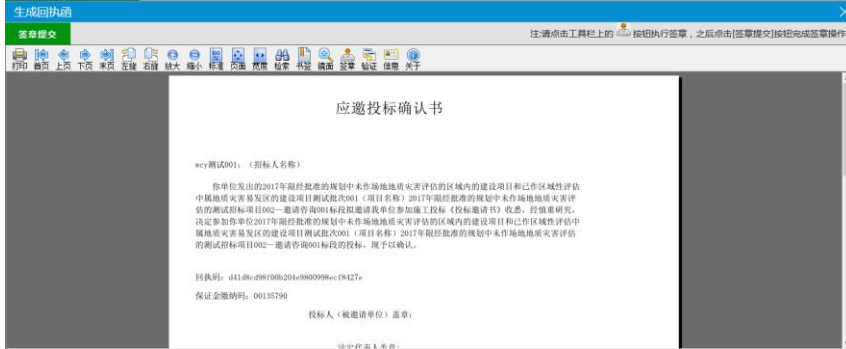 生成回执函
签章提交
注:请点击工具栏上的 按钮执行签章，之后点击[签章提交]按钮完成签章操作
打印 首页 上页 下页 末页 左旋 右旋 放大 缩小 标准 页面 宽度 检索 书签 镜面 签章 验证 信息 关于
应邀投标确认书
wcy测试001：（招标人名称）
你单位发出的2017年限经批准的规划中未作场地地质灾害评估的区域内的建设项目和已作区域性评估
中属地质灾害易发区的建设项目测试批次001（项目名称）2017年限经批准的规划中未作场地地质灾害评
估的测试招标项目002一邀请咨询001标段拟邀请我单位参加施工投标《投标邀请书》收悉，经慎重研究，
决定参加你单位2017年限经批准的规划中未作场地地质灾害评估的区域内的建设项目和已作区域性评估中
属地质灾害易发区的建设项目测试批次001（项目名称）2017年限经批准的规划中未作场地地质灾害评估
的测试招标项目002一邀请咨询001标段的投标，现予以确认。
回执码：d41d8cd98f00b204e9800998ecf8427e
保证金缴纳码：00135790
投标人（被邀请单位）盖章：
法定代表人盖章：